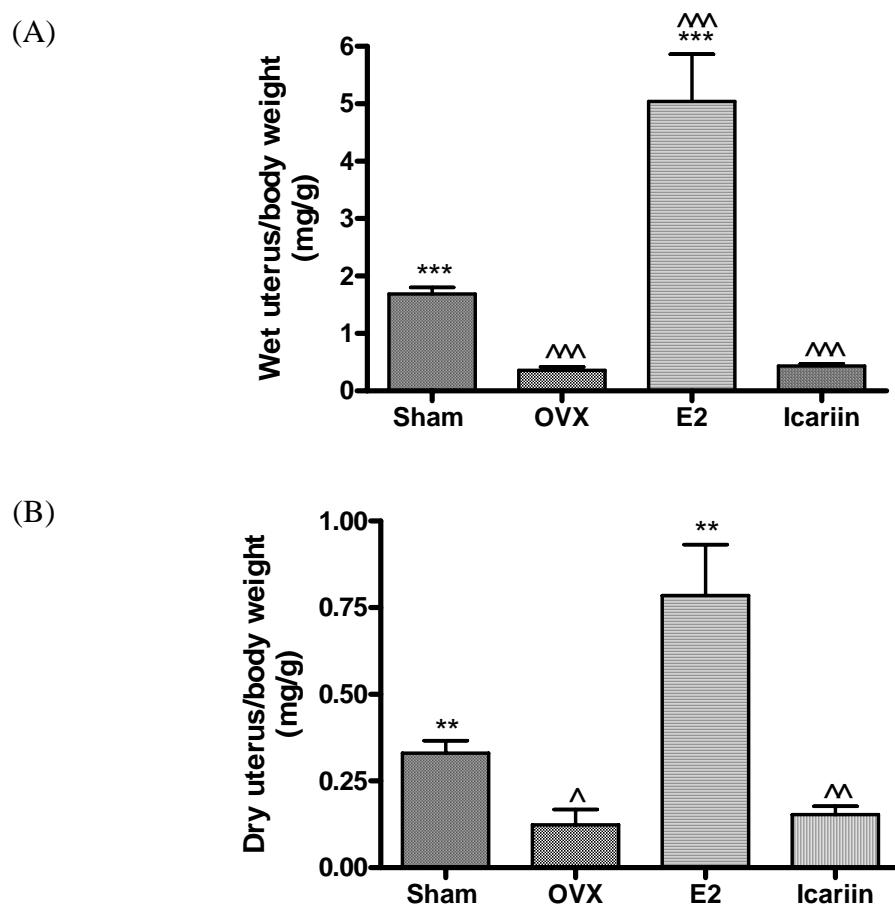 (A)
Wet uterus/body weight
(mg/g)
6
5
4
3
2
1
0
***
^^^
^^^
***
^^^
Sham OVX E2 Icariin
(B)
Dry uterus/body weight
(mg/g)
1.00
0.75
0.50
0.25
0.00
**
^
**
^^
Sham OVX E2 Icariin